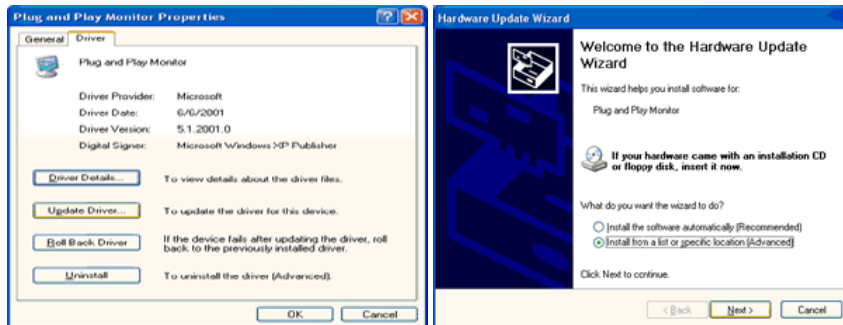 Plug and Play Monitor Properties
General Driver
Plug and Play Monitor
Driver Provider: Microsoft
Driver Date: 6/6/2001
Driver Version: 5.1.2001.0
Digital Signer: Microsoft Windows XP Publisher
Driver Details...
To view details about the driver files.
Update Driver...
To update the driver for this device.
Roll Back Driver
If the device fails after updating the driver, roll
back to the previously installed driver.
Uninstall
To uninstall the driver (Advanced).
OK Cancel
Hardware Update Wizard
Welcome to the Hardware Update
Wizard
This wizard helps you install software for:
Plug and Play Monitor
If your hardware came with an installation CD
or floppy disk, insert it now.
What do you want the wizard to do?
Install the software automatically (Recommended)
Install from a list or specific location (Advanced)
Click Next to continue.
< Back Next > Cancel